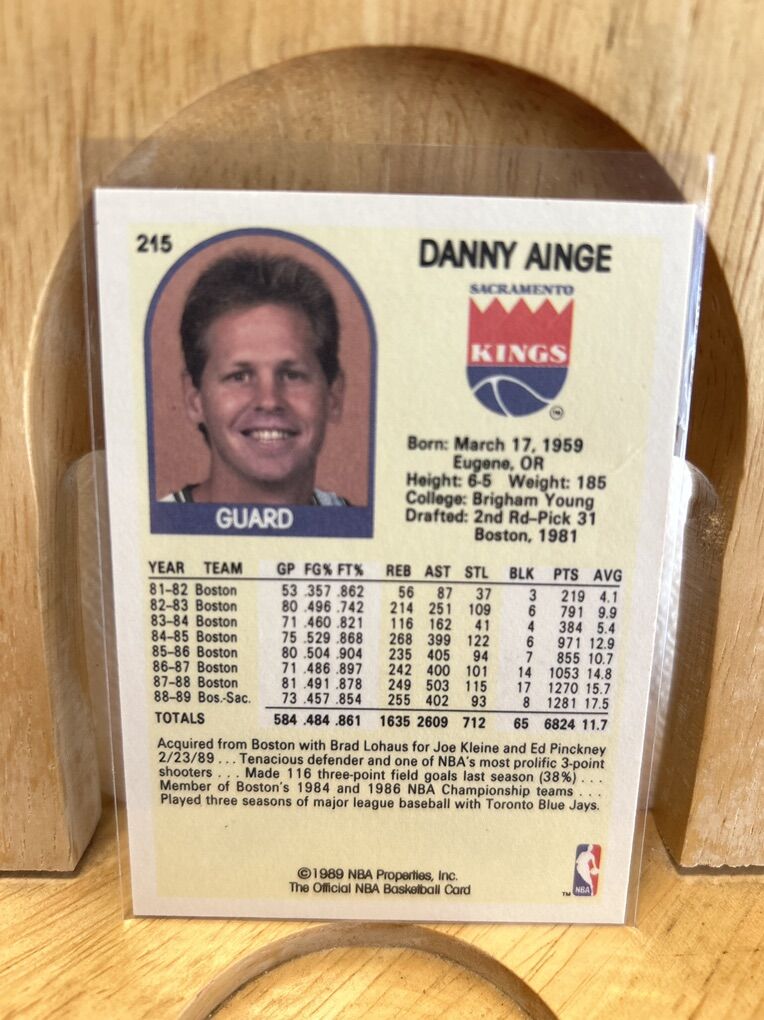 215
DANNY AINGE
SACRAMENTO
KINGS
TM
Born: March 17, 1959
Eugene, OR
Height: 6-5 Weight: 185
College: Brigham Young
Drafted: 2nd Rd-Pick 31
Boston, 1981
GUARD
YEAR TEAM GP FG% FT% REB AST STL BLK PTS AVG
81-82 Boston 53 .357 .862 56 87 37 3 219 4.1
82-83 Boston 80 .496 .742 214 251 109 6 791 9.9
83-84 Boston 71 .460 .821 116 162 41 4 384 5.4
84-85 Boston 75 .529 .868 268 399 122 6 971 12.9
85-86 Boston 80 .504 .904 235 405 94 7 855 10.7
86-87 Boston 71 .486 .897 242 400 101 14 1053 14.8
87-88 Boston 81 .491 .878 249 503 115 17 1270 15.7
88-89 Bos.-Sac. 73 .457 .854 255 402 93 8 1281 17.5
TOTALS 584 .484 .861 1635 2609 712 65 6824 11.7
Acquired from Boston with Brad Lohaus for Joe Kleine and Ed Pinckney
2/23/89 . . . Tenacious defender and one of NBA's most prolific 3-point
shooters . . . Made 116 three-point field goals last season (38%) . . .
Member of Boston's 1984 and 1986 NBA Championship teams . . .
Played three seasons of major league baseball with Toronto Blue Jays.
©1989 NBA Properties, Inc.
The Official NBA Basketball Card
TM
NBA